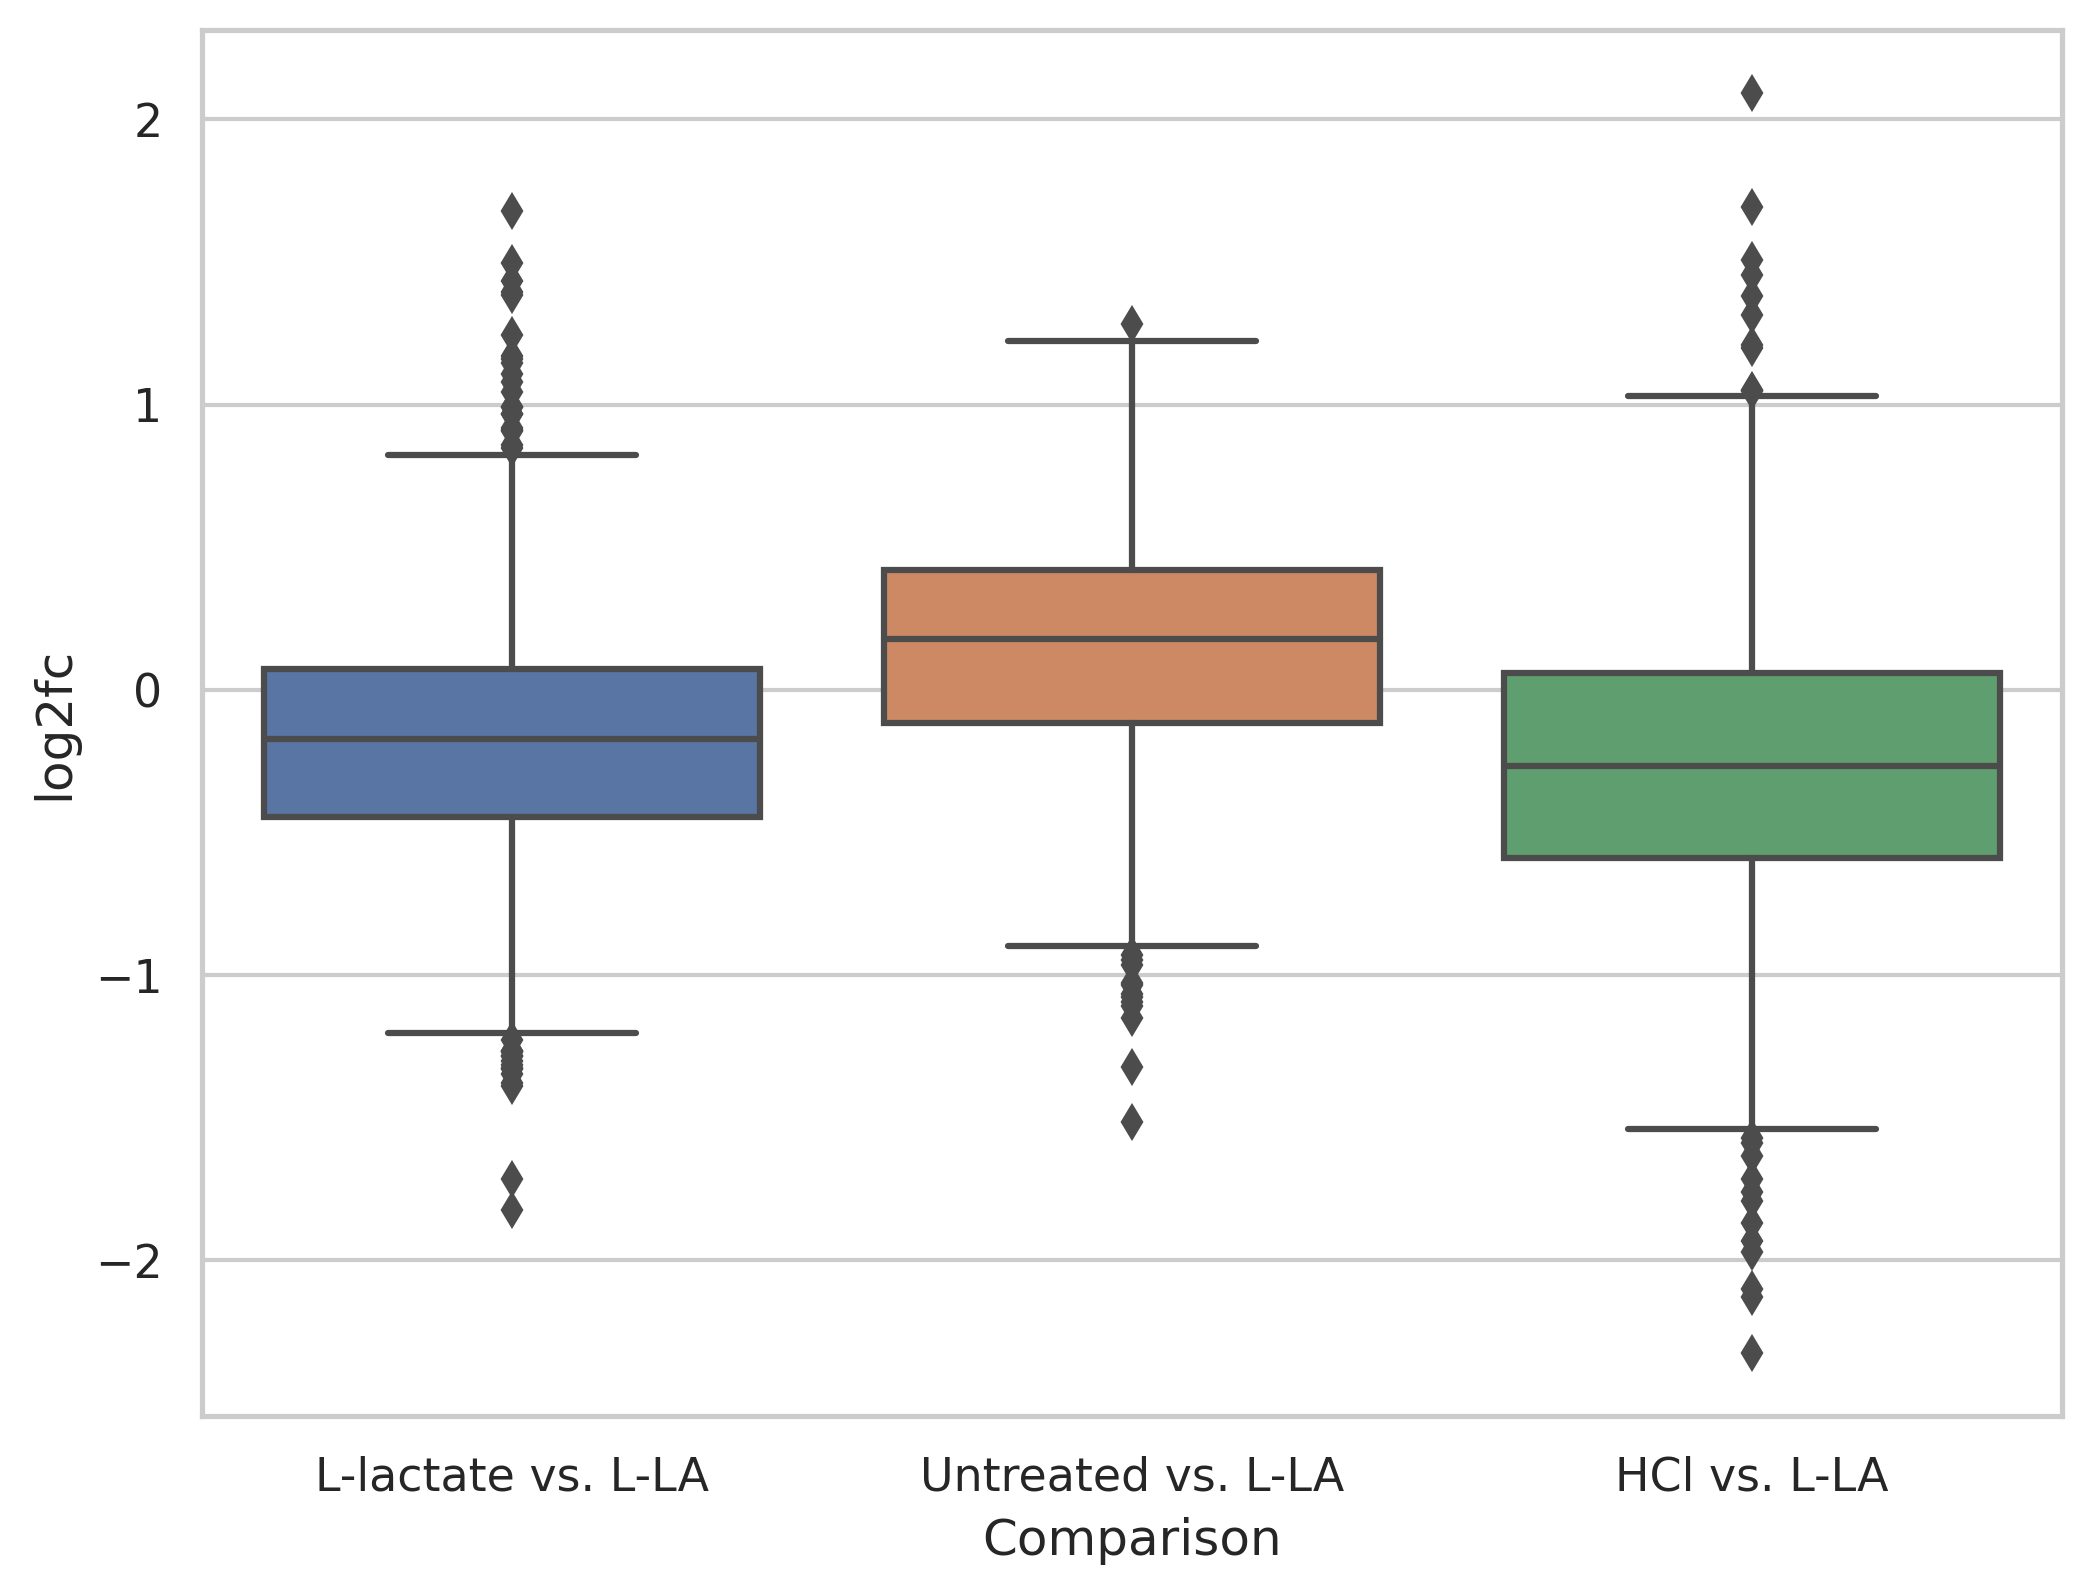 log2fc
2
1
0
−1
−2
L-lactate vs. L-LA
Untreated vs. L-LA
HCl vs. L-LA
Comparison